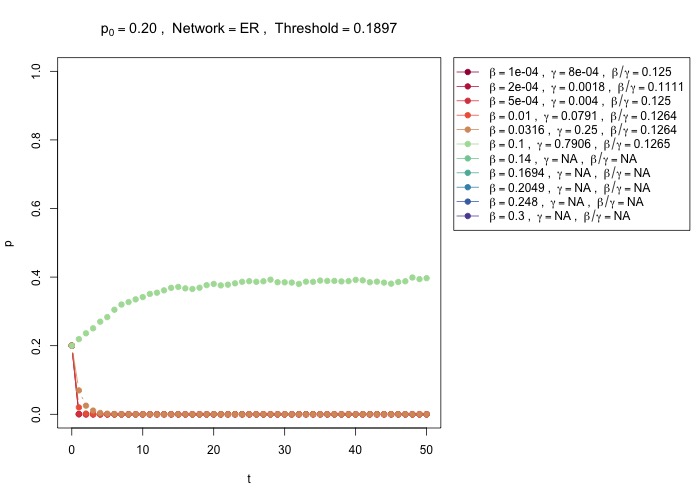 p0 = 0.20 , Network = ER , Threshold = 0.1897
β = 1e-04 , γ = 8e-04 , β/γ = 0.125
β = 2e-04 , γ = 0.0018 , β/γ = 0.1111
β = 5e-04 , γ = 0.004 , β/γ = 0.125
β = 0.01 , γ = 0.0791 , β/γ = 0.1264
β = 0.0316 , γ = 0.25 , β/γ = 0.1264
β = 0.1 , γ = 0.7906 , β/γ = 0.1265
β = 0.14 , γ = NA , β/γ = NA
β = 0.1694 , γ = NA , β/γ = NA
β = 0.2049 , γ = NA , β/γ = NA
β = 0.248 , γ = NA , β/γ = NA
β = 0.3 , γ = NA , β/γ = NA
1.0
0.8
0.6
p
0.4
0.2
0.0
0 10 20 30 40 50
t